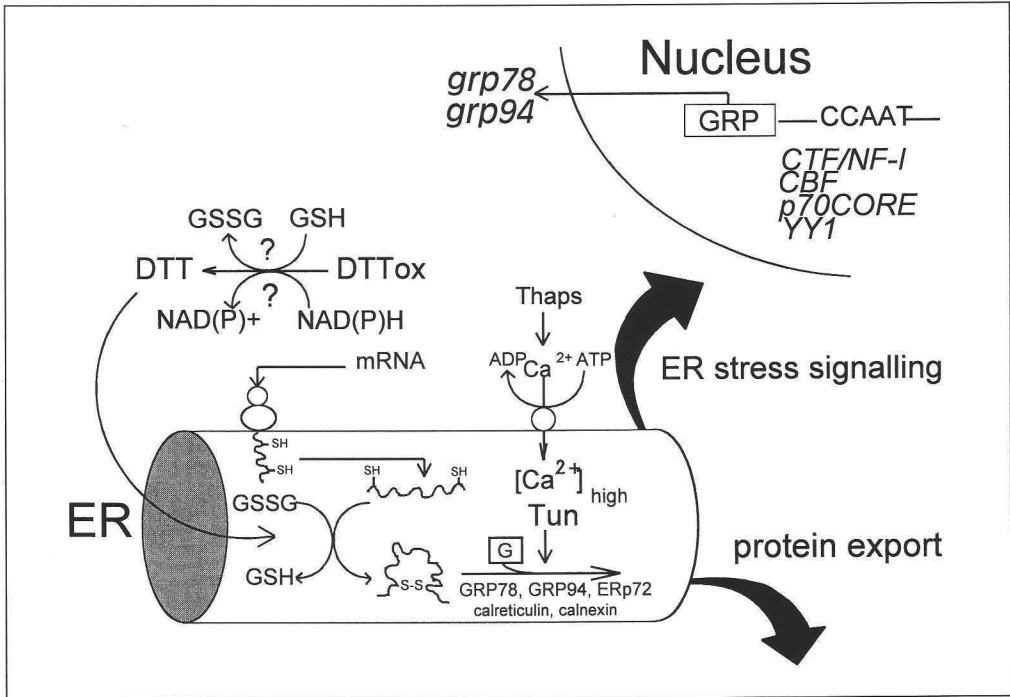 Nucleus
grp78
grp94
GRP
CCAAT
CTF/NF-I
CBF
p70CORE
YY1
GSSG GSH
?
DTT DTTox
?
NAD(P)+ NAD(P)H
mRNA
Thaps
ADP Ca 2+ ATP
ER stress signalling
SH
SH
SH SH
[Ca2+] high
GSSG
Tun
ER
G
protein export
GSH
S-S
GRP78, GRP94, ERp72
calreticulin, calnexin